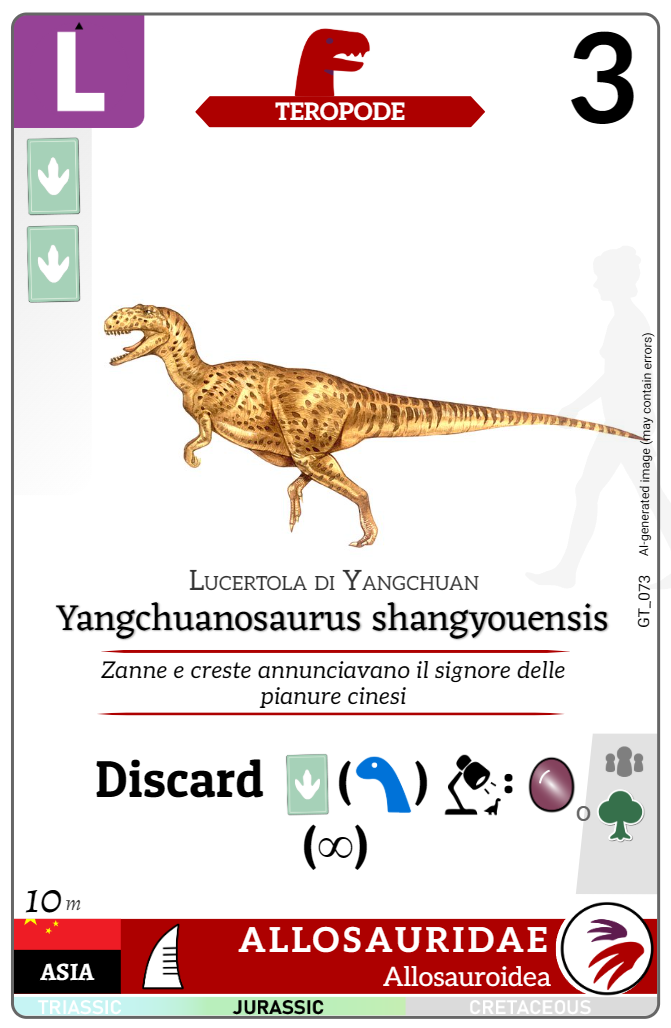 L
TEROPODE
3
AI-generated image (may contain errors)
GT_073
Lucertola di Yangchuan
Yangchuanosaurus shangyouensis
Zanne e creste annunciavano il signore delle
pianure cinesi
Discard ( ) : o
(∞)
10 m
ASIA
ALLOSAURIDAE
Allosauroidea
TRIASSIC JURASSIC CRETACEOUS